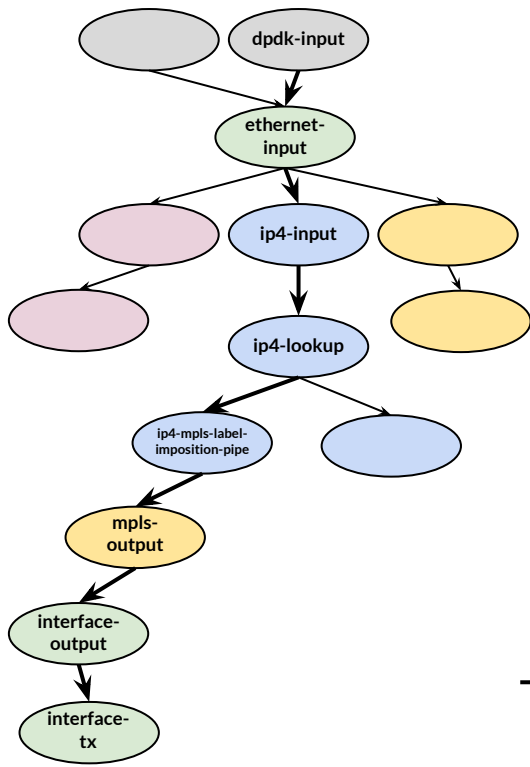 dpdk-input
ethernet-
input
ip4-input
ip4-lookup
ip4-mpls-label-
imposition-pipe
mpls-
output
interface-
output
interface-
tx